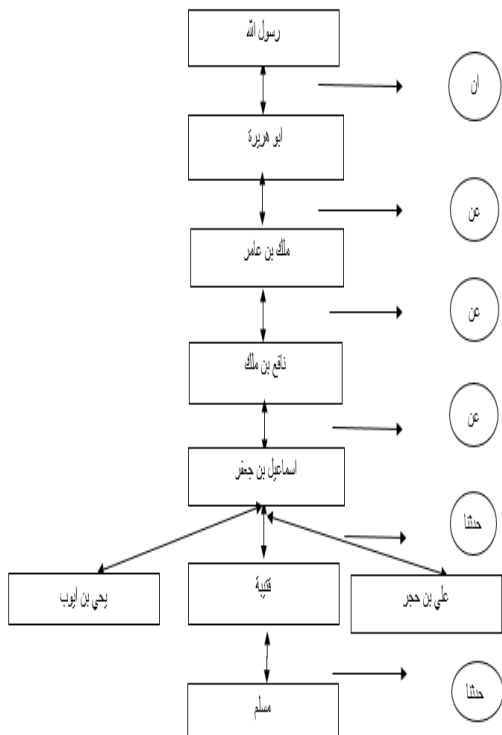 رسول الله
ان
ابو هريرة
عن
ملك بن عامر
عن
نافع بن ملك
عن
اسماعيل بن جعفر
حدثنا
علي بن حجر
قتيبة
يحي بن ايوب
حدثنا
مسلم